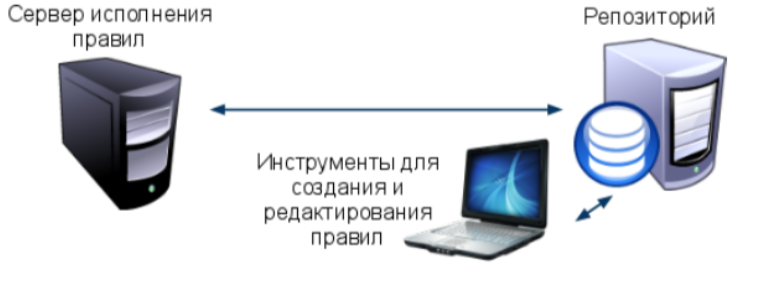 Сервер исполнения
правил
Репозиторий
Инструменты для
создания и
редактирования
правил